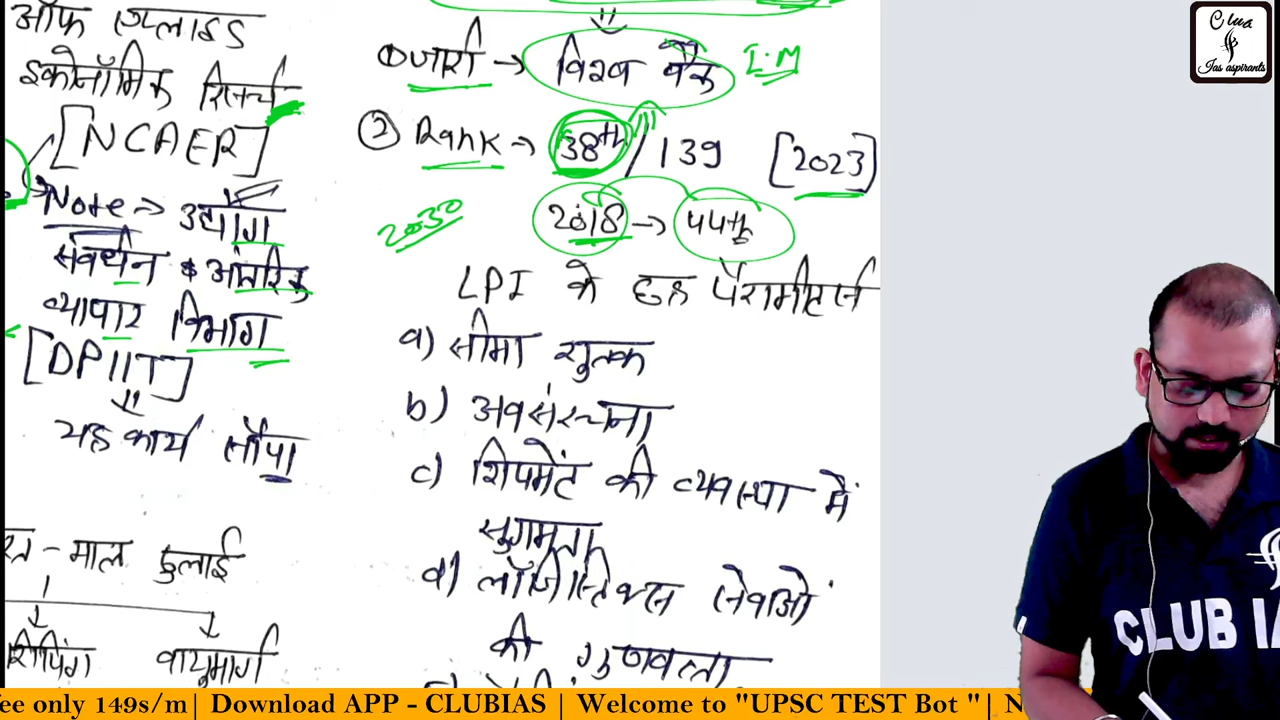 ऑफ एप्लाइड
इकोनॉमिक रिसर्च
[NCAER]
Note → उद्योग
संवर्धन & आंतरिक
व्यापार विभाग
[DPIIT]
यह कार्य सौंपा
- माल ढुलाई
शिपिंग वायुमार्ग
① जारी → विश्व बैंक I.M
② Rank → 38th / 139 [2023]
2030 2018 → 44th
LPI के छह पैरामीटर्स
a) सीमा शुल्क
b) अवसंरचना
c) शिपमेंट की व्यवस्था में
सुगमता
d) लॉजिस्टिक्स सेवाओं
की गुणवत्ता
Club
Ias aspirants
CLUB IA
ee only 149s/m| Download APP - CLUBIAS | Welcome to "UPSC TEST Bot "| N